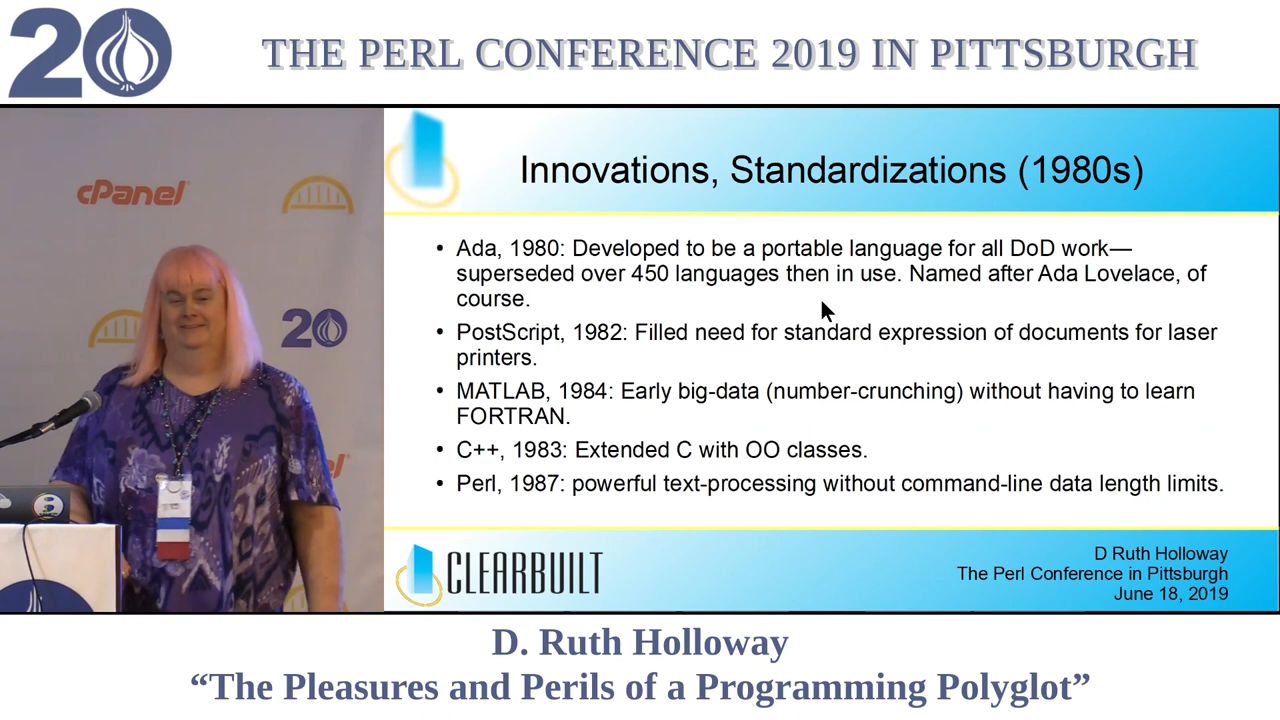 20
THE PERL CONFERENCE 2019 IN PITTSBURGH
cPanel
20
Innovations, Standardizations (1980s)
• Ada, 1980: Developed to be a portable language for all DoD work—
superseded over 450 languages then in use. Named after Ada Lovelace, of
course.
• PostScript, 1982: Filled need for standard expression of documents for laser
printers.
• MATLAB, 1984: Early big-data (number-crunching) without having to learn
FORTRAN.
• C++, 1983: Extended C with OO classes.
• Perl, 1987: powerful text-processing without command-line data length limits.
CLEARBUILT
D Ruth Holloway
The Perl Conference in Pittsburgh
June 18, 2019
D. Ruth Holloway
“The Pleasures and Perils of a Programming Polyglot”